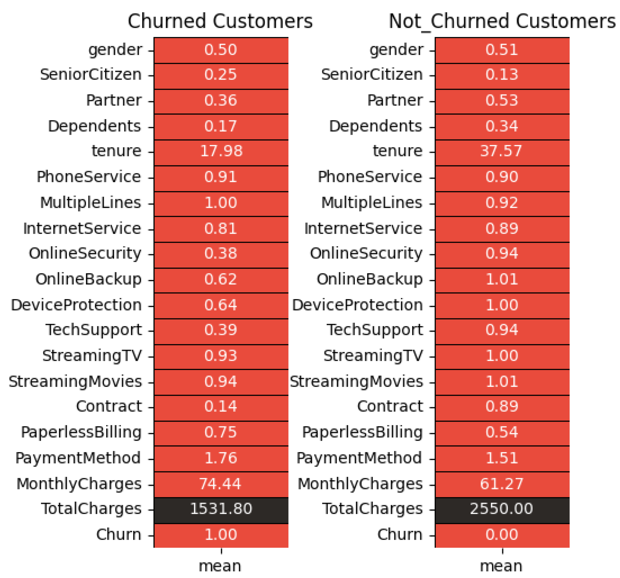 Churned Customers
gender 0.50
SeniorCitizen 0.25
Partner 0.36
Dependents 0.17
tenure 17.98
PhoneService 0.91
MultipleLines 1.00
InternetService 0.81
OnlineSecurity 0.38
OnlineBackup 0.62
DeviceProtection 0.64
TechSupport 0.39
StreamingTV 0.93
StreamingMovies 0.94
Contract 0.14
PaperlessBilling 0.75
PaymentMethod 1.76
MonthlyCharges 74.44
TotalCharges 1531.80
Churn 1.00
mean
Not_Churned Customers
gender 0.51
SeniorCitizen 0.13
Partner 0.53
Dependents 0.34
tenure 37.57
PhoneService 0.90
MultipleLines 0.92
InternetService 0.89
OnlineSecurity 0.94
OnlineBackup 1.01
DeviceProtection 1.00
TechSupport 0.94
StreamingTV 1.00
StreamingMovies 1.01
Contract 0.89
PaperlessBilling 0.54
PaymentMethod 1.51
MonthlyCharges 61.27
TotalCharges 2550.00
Churn 0.00
mean